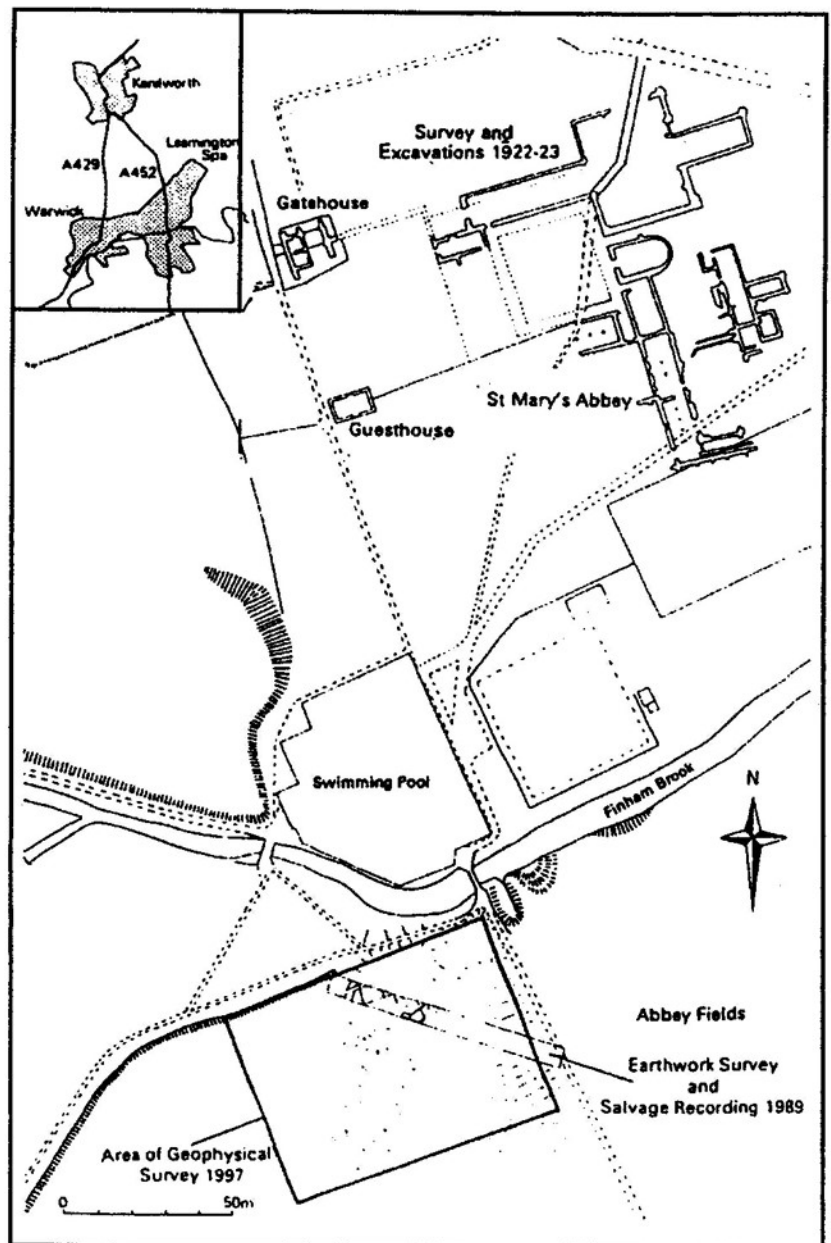 Kenilworth
Leamington
Spa
A429
A452
Warwick
Survey and
Excavations 1922-23
Gatehouse
St Mary's Abbey
Guesthouse
Swimming Pool
Finham Brook
N
Abbey Fields
Earthwork Survey
and
Salvage Recording 1989
Area of Geophysical
Survey 1997
0 50m